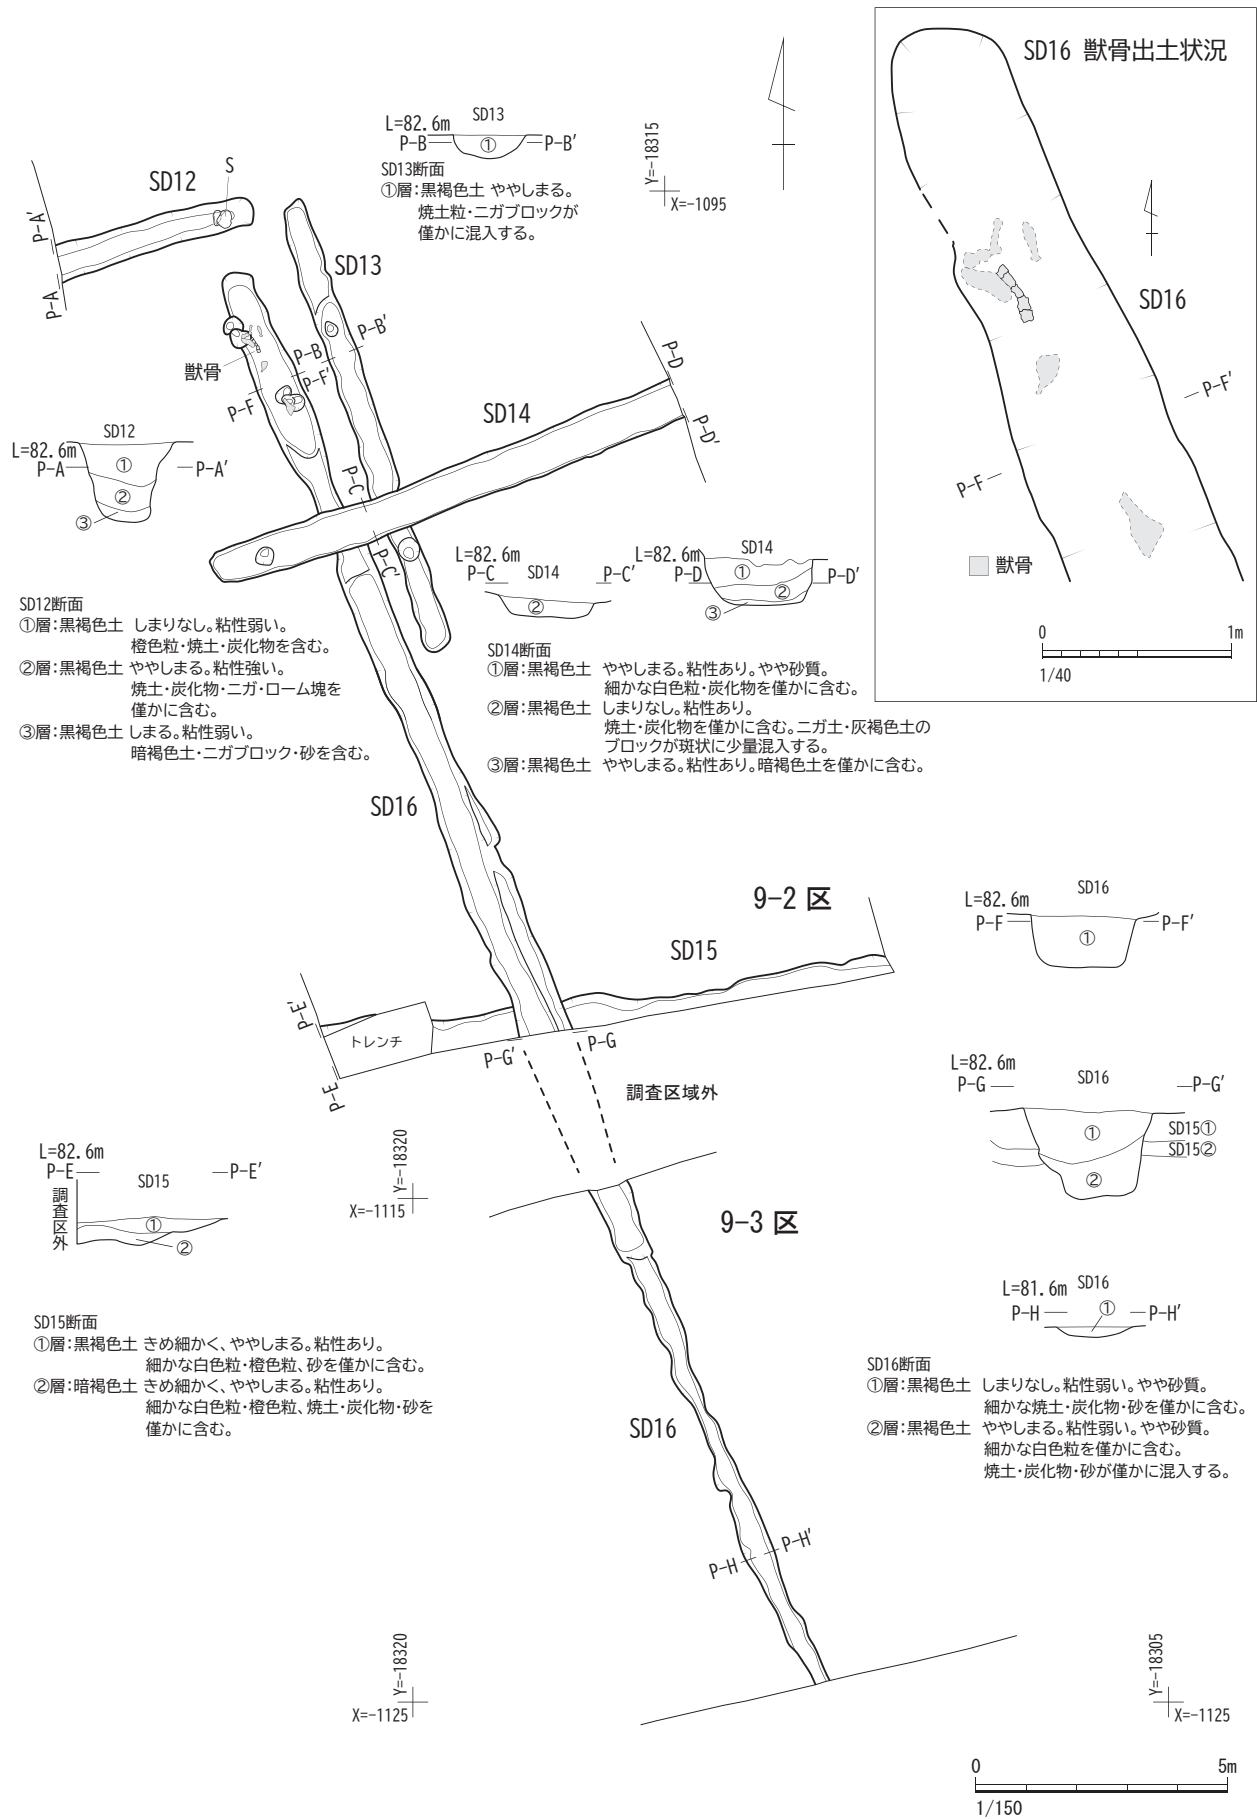 SD16 獣骨出土状況
SD16
P-F'
P-F
獣骨
0 1m
1/40
SD13
L=82.6m
P-B P-B'
①
SD13断面
①層：黒褐色土 ややしまる。
焼土粒・ニガブロックが
僅かに混入する。
Y=-18315
X=-1095
S
SD12
P-A'
P-A
SD13
P-B'
P-B
P-F'
獣骨
P-F
P-D
SD14
P-D'
P-C
P-C'
SD12
L=82.6m
P-A P-A'
①
②
③
L=82.6m
P-C SD14 P-C'
②
L=82.6m
P-D SD14 P-D'
①
②
③
SD12断面
①層：黒褐色土 しまりなし。粘性弱い。
橙色粒・焼土・炭化物を含む。
②層：黒褐色土 ややしまる。粘性強い。
焼土・炭化物・ニガ・ローム塊を
僅かに含む。
③層：黒褐色土 しまる。粘性弱い。
暗褐色土・ニガブロック・砂を含む。
SD14断面
①層：黒褐色土 ややしまる。粘性あり。やや砂質。
細かな白色粒・炭化物を僅かに含む。
②層：黒褐色土 しまりなし。粘性あり。
焼土・炭化物を僅かに含む。ニガ土・灰褐色土の
ブロックが斑状に少量混入する。
③層：黒褐色土 ややしまる。粘性あり。暗褐色土を僅かに含む。
SD16
9-2 区
SD15
SD16
L=82.6m
P-F P-F'
①
P-E'
トレンチ
P-E
P-G'
P-G
調査区域外
L=82.6m
P-G SD16 P-G'
①
②
SD15①
SD15②
L=82.6m
P-E P-E'
SD15
調査区外
①
②
Y=-18320
X=-1115
9-3 区
SD15断面
①層：黒褐色土 きめ細かく、ややしまる。粘性あり。
細かな白色粒・橙色粒、砂を僅かに含む。
②層：暗褐色土 きめ細かく、ややしまる。粘性あり。
細かな白色粒・橙色粒、焼土・炭化物・砂を
僅かに含む。
L=81.6m SD16
P-H P-H'
①
SD16断面
①層：黒褐色土 しまりなし。粘性弱い。やや砂質。
細かな焼土・炭化物・砂を僅かに含む。
②層：黒褐色土 ややしまる。粘性弱い。やや砂質。
細かな白色粒を僅かに含む。
焼土・炭化物・砂が僅かに混入する。
SD16
P-H
P-H'
Y=-18320
X=-1125
Y=-18305
X=-1125
0 5m
1/150